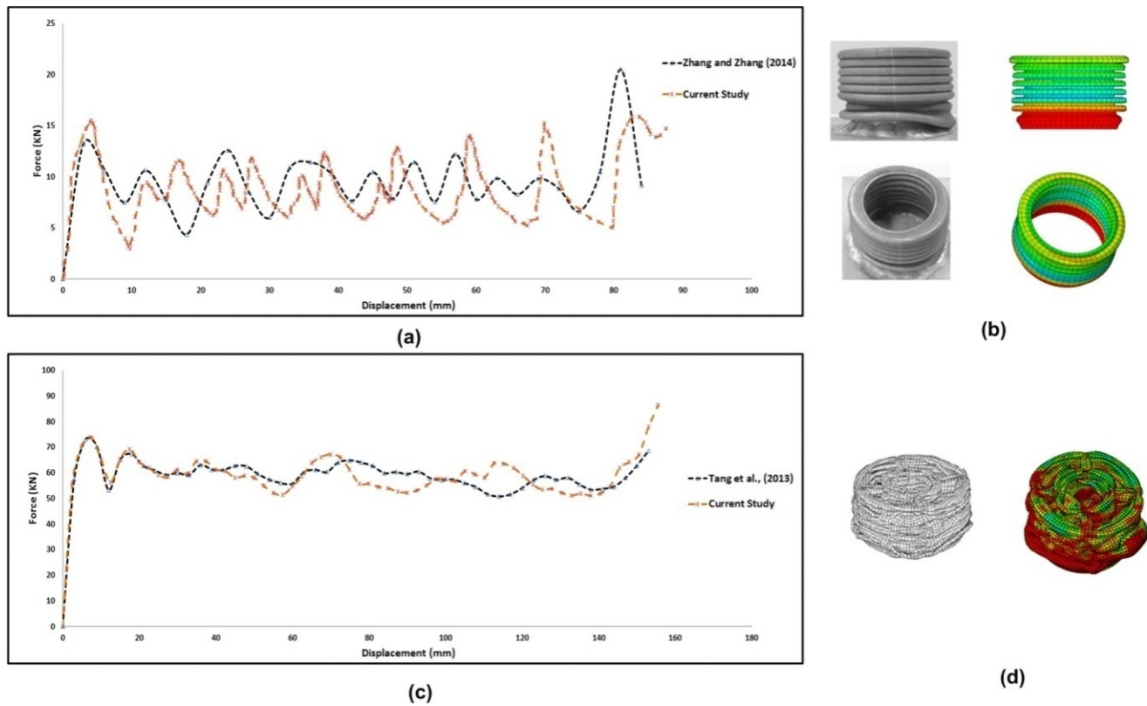 25
20
15
10
5
0
Force (KN)
Zhang and Zhang (2014)
Current Study
0 10 20 30 40 50 60 70 80 90 100
Displacement (mm)
(a)
(b)
100
90
80
70
60
50
40
30
20
10
0
Force (KN)
Tang et al., (2013)
Current Study
0 20 40 60 80 100 120 140 160 180
Displacement (mm)
(c)
(d)